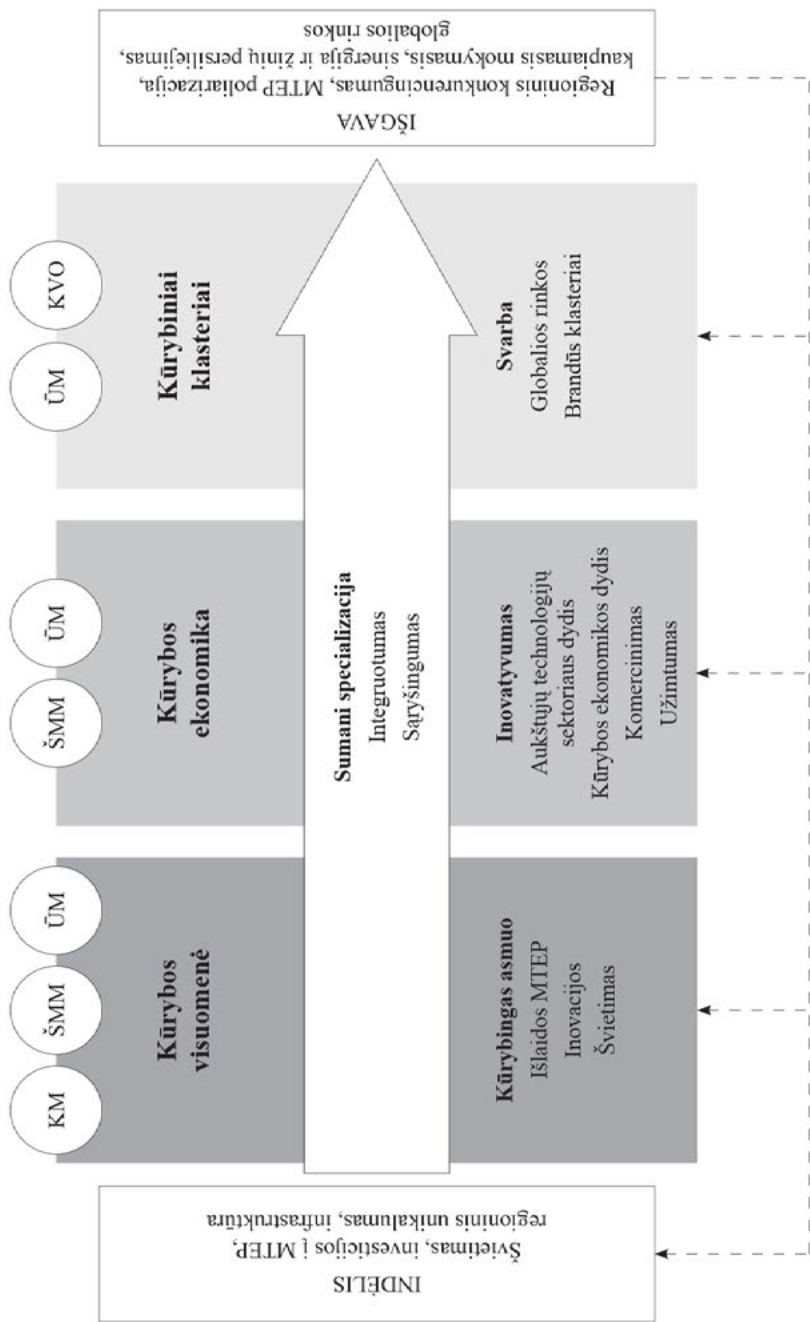 INDĖLIS
Švietimas, investicijos į MTEP,
regioninis unikalumas, infrastruktūra
KM
ŠMM
ŪM
Kūrybos
visuomenė
Kūrybingas asmuo
Išlaidos MTEP
Inovacijos
Švietimas
ŠMM
ŪM
Kūrybos
ekonomika
Sumani specializacija
Integruotumas
Sąryšingumas
Inovatyvumas
Aukštųjų technologijų
sektoriaus dydis
Kūrybos ekonomikos dydis
Komercinimas
Užimtumas
ŪM
KVO
Kūrybiniai
klasteriai
Svarba
Globalios rinkos
Brandūs klasteriai
IŠGAVA
Regioninis konkurencingumas, MTEP poliarizacija,
kaupiamasis mokymasis, sinergija ir žinių persiliejimas,
globalios rinkos